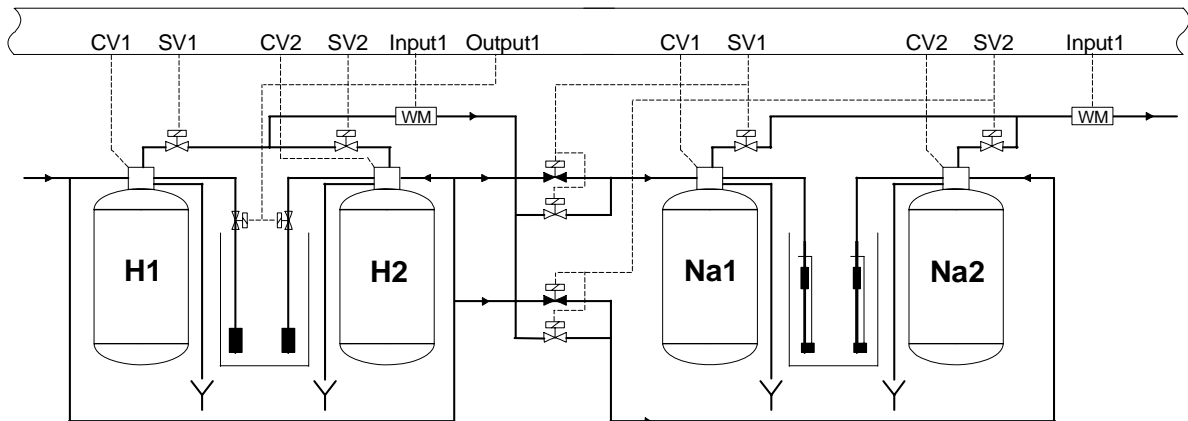 CV1 SV1 CV2 SV2 Input1 Output1 CV1 SV1 CV2 SV2 Input1
WM WM
H1 H2 Na1 Na2